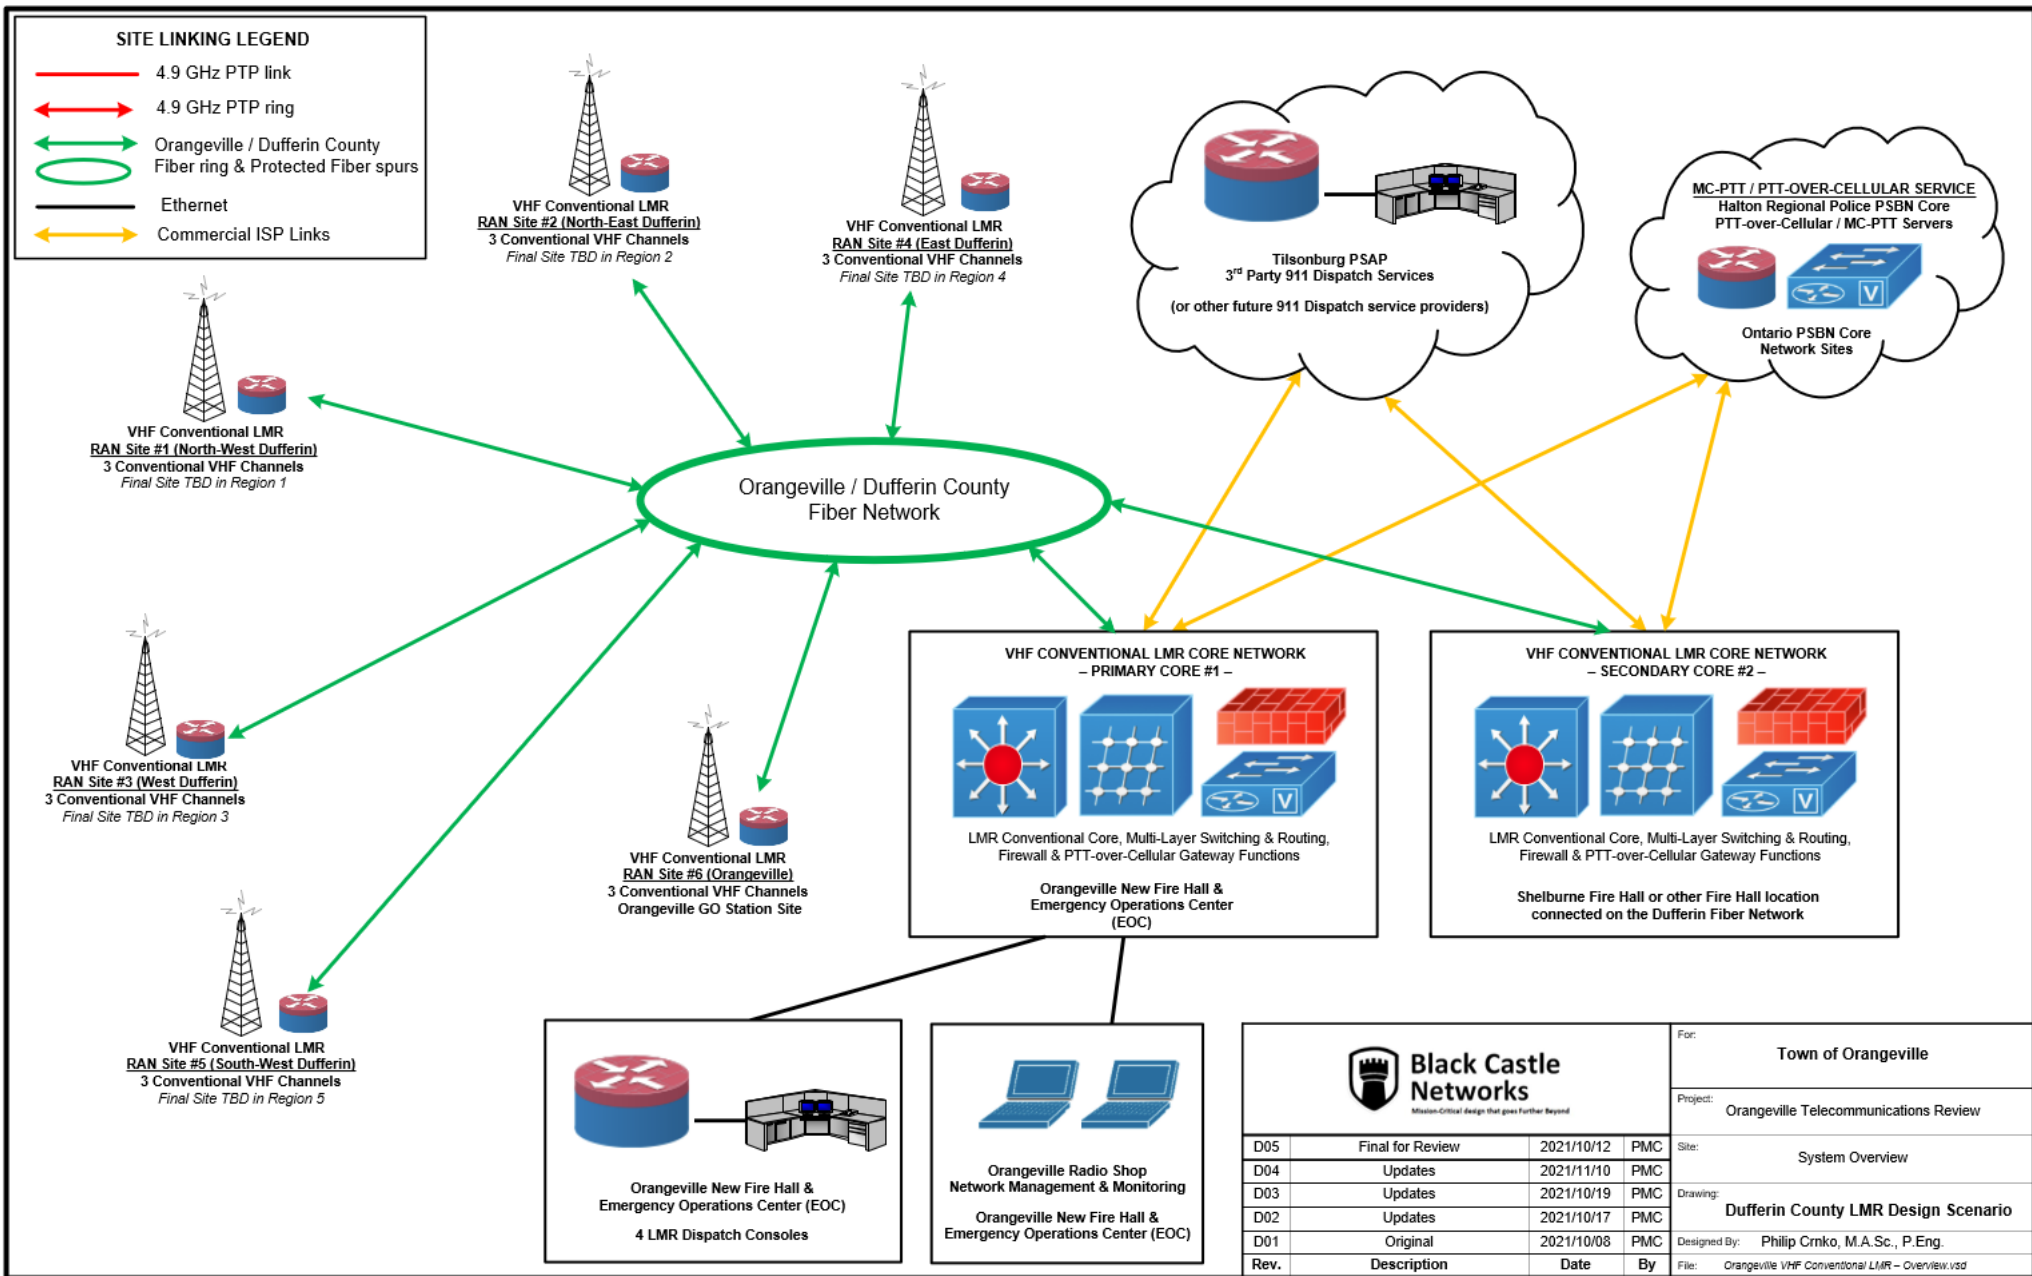 SITE LINKING LEGEND
4.9 GHz PTP link
4.9 GHz PTP ring
Orangeville / Dufferin County
Fiber ring & Protected Fiber spurs
Ethernet
Commercial ISP Links
VHF Conventional LMR
RAN Site #2 (North-East Dufferin)
3 Conventional VHF Channels
Final Site TBD in Region 2
VHF Conventional LMR
RAN Site #4 (East Dufferin)
3 Conventional VHF Channels
Final Site TBD in Region 4
Tilsonburg PSAP
3rd Party 911 Dispatch Services
(or other future 911 Dispatch service providers)
MC-PTT / PTT-OVER-CELLULAR SERVICE
Halton Regional Police PSBN Core
PTT-over-Cellular / MC-PTT Servers
V
Ontario PSBN Core
Network Sites
VHF Conventional LMR
RAN Site #1 (North-West Dufferin)
3 Conventional VHF Channels
Final Site TBD in Region 1
Orangeville / Dufferin County
Fiber Network
VHF Conventional LMR
RAN Site #3 (West Dufferin)
3 Conventional VHF Channels
Final Site TBD in Region 3
VHF Conventional LMR
RAN Site #6 (Orangeville)
3 Conventional VHF Channels
Orangeville GO Station Site
VHF Conventional LMR
RAN Site #5 (South-West Dufferin)
3 Conventional VHF Channels
Final Site TBD in Region 5
VHF CONVENTIONAL LMR CORE NETWORK
– PRIMARY CORE #1 –
V
LMR Conventional Core, Multi-Layer Switching & Routing,
Firewall & PTT-over-Cellular Gateway Functions
Orangeville New Fire Hall &
Emergency Operations Center
(EOC)
VHF CONVENTIONAL LMR CORE NETWORK
– SECONDARY CORE #2 –
V
LMR Conventional Core, Multi-Layer Switching & Routing,
Firewall & PTT-over-Cellular Gateway Functions
Shelburne Fire Hall or other Fire Hall location
connected on the Dufferin Fiber Network
Orangeville New Fire Hall &
Emergency Operations Center (EOC)
4 LMR Dispatch Consoles
Orangeville Radio Shop
Network Management & Monitoring
Orangeville New Fire Hall &
Emergency Operations Center (EOC)
Black Castle
Networks
Mission-Critical design that goes Further Beyond
D05 Final for Review 2021/10/12 PMC
D04 Updates 2021/11/10 PMC
D03 Updates 2021/10/19 PMC
D02 Updates 2021/10/17 PMC
D01 Original 2021/10/08 PMC
Rev. Description Date By
For:
Town of Orangeville
Project:
Orangeville Telecommunications Review
Site:
System Overview
Drawing:
Dufferin County LMR Design Scenario
Designed By: Philip Crnko, M.A.Sc., P.Eng.
File: Orangeville VHF Conventional LMR – Overview.vsd